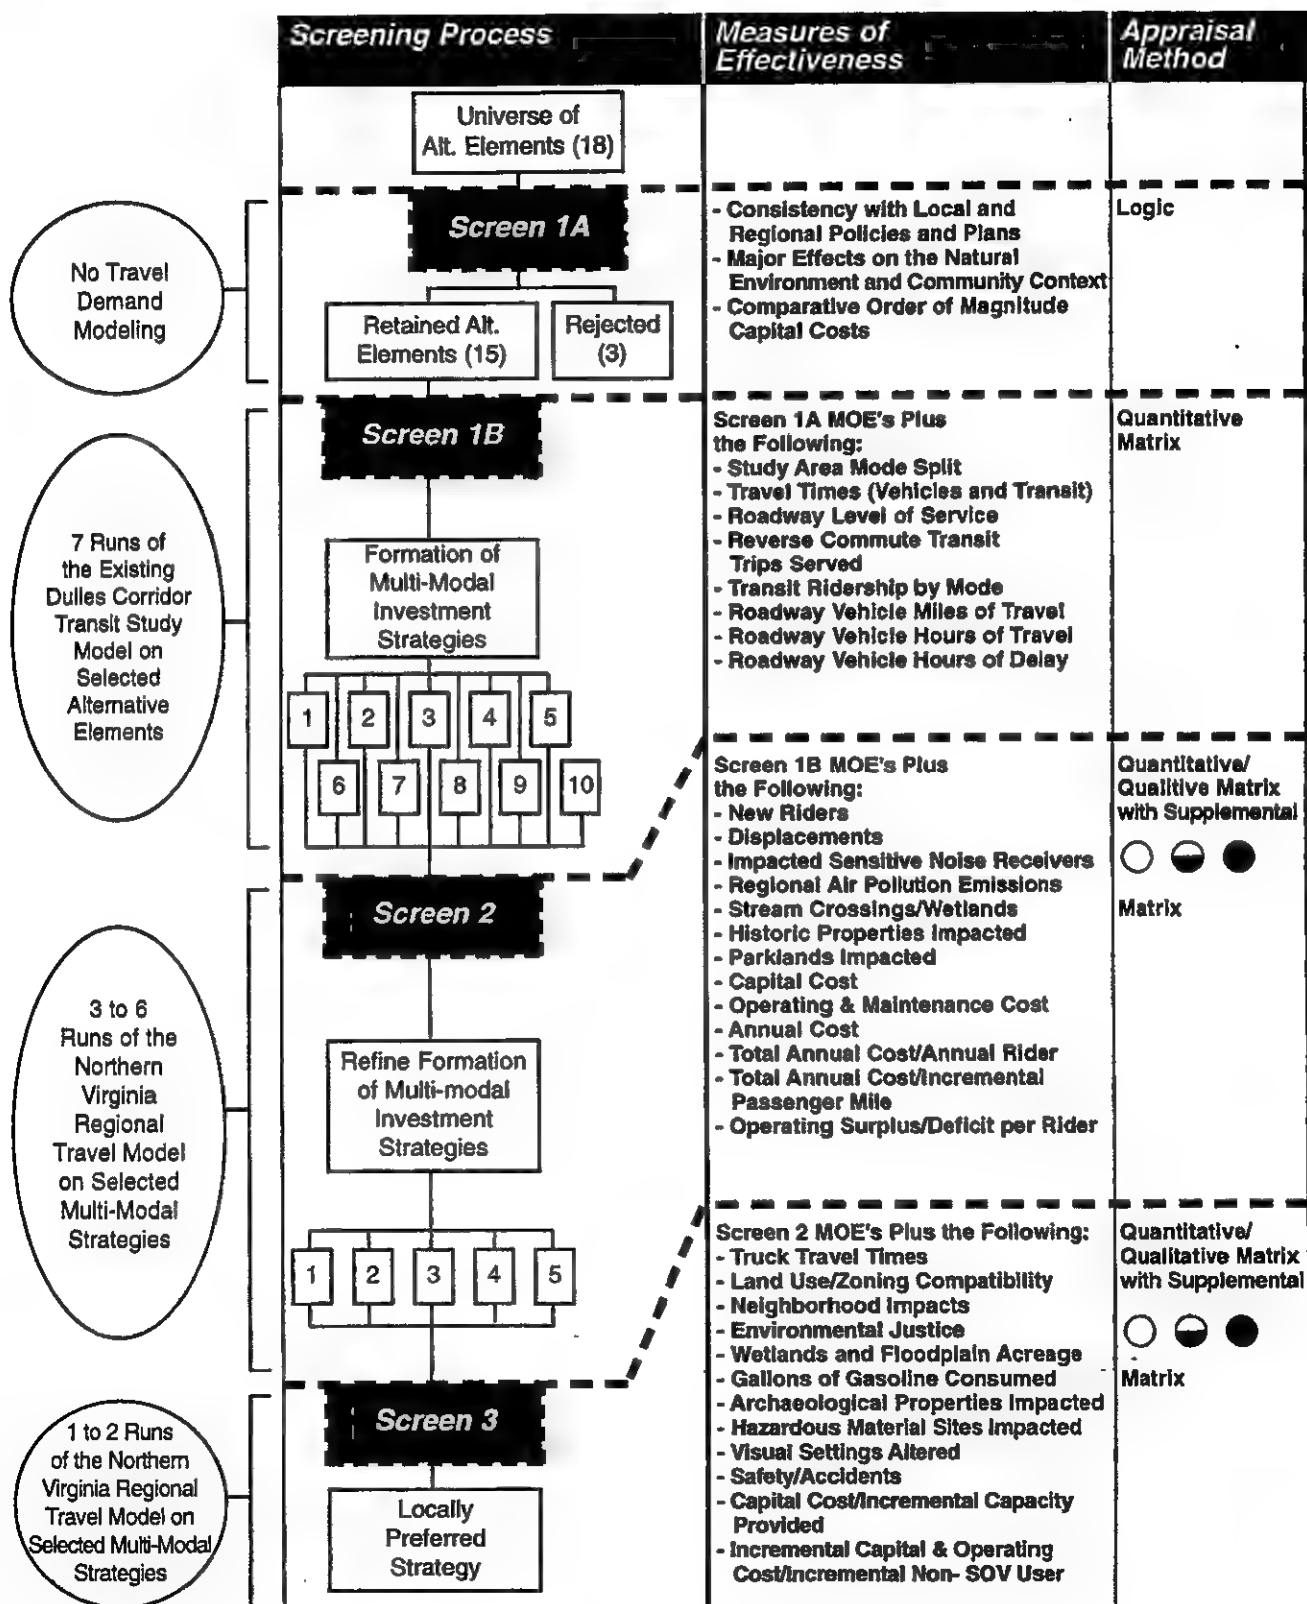 Screening Process
Measures of
Effectiveness
Appraisal
Method
Universe of
Alt. Elements (18)
No Travel
Demand
Modeling
Screen 1A
Retained Alt.
Elements (15)
Rejected
(3)
- Consistency with Local and
Regional Policies and Plans
- Major Effects on the Natural
Environment and Community Context
- Comparative Order of Magnitude
Capital Costs
Logic
7 Runs of
the Existing
Dulles Corridor
Transit Study
Model on
Selected
Alternative
Elements
Screen 1B
Formation of
Multi-Modal
Investment
Strategies
1 2 3 4 5
6 7 8 9 10
Screen 1A MOE's Plus
the Following:
- Study Area Mode Split
- Travel Times (Vehicles and Transit)
- Roadway Level of Service
- Reverse Commute Transit
Trips Served
- Transit Ridership by Mode
- Roadway Vehicle Miles of Travel
- Roadway Vehicle Hours of Travel
- Roadway Vehicle Hours of Delay
Quantitative
Matrix
3 to 6
Runs of the
Northern
Virginia
Regional
Travel Model
on Selected
Multi-Modal
Strategies
Screen 2
Refine Formation
of Multi-modal
Investment
Strategies
1 2 3 4 5
Screen 1B MOE's Plus
the Following:
- New Riders
- Displacements
- Impacted Sensitive Noise Receivers
- Regional Air Pollution Emissions
- Stream Crossings/Wetlands
- Historic Properties Impacted
- Parklands Impacted
- Capital Cost
- Operating & Maintenance Cost
- Annual Cost
- Total Annual Cost/Annual Rider
- Total Annual Cost/Incremental
Passenger Mile
- Operating Surplus/Deficit per Rider
Quantitative/
Qualitive Matrix
with Supplemental
Matrix
1 to 2 Runs
of the Northern
Virginia Regional
Travel Model on
Selected Multi-Modal
Strategies
Screen 3
Locally
Preferred
Strategy
Screen 2 MOE's Plus the Following:
- Truck Travel Times
- Land Use/Zoning Compatibility
- Neighborhood Impacts
- Environmental Justice
- Wetlands and Floodplain Acreage
- Gallons of Gasoline Consumed
- Archaeological Properties Impacted
- Hazardous Material Sites Impacted
- Visual Settings Altered
- Safety/Accidents
- Capital Cost/Incremental Capacity
Provided
- Incremental Capital & Operating
Cost/Incremental Non- SOV User
Quantitative/
Qualitative Matrix
with Supplemental
Matrix